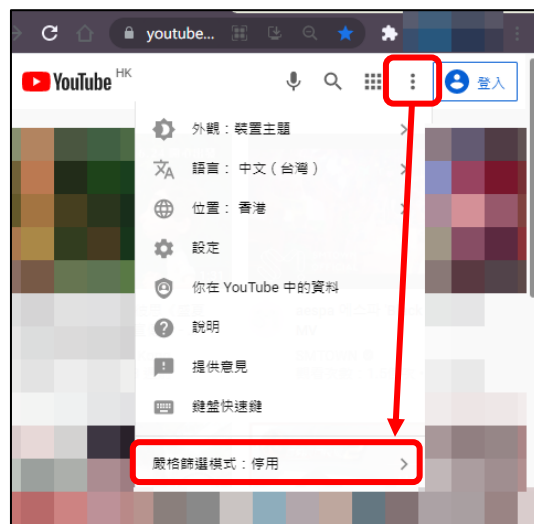 youtube...
YouTube HK
登入
外觀：裝置主題
語言： 中文（台灣）
位置： 香港
設定
你在 YouTube 中的資料
說明
提供意見
鍵盤快速鍵
嚴格篩選模式：停用